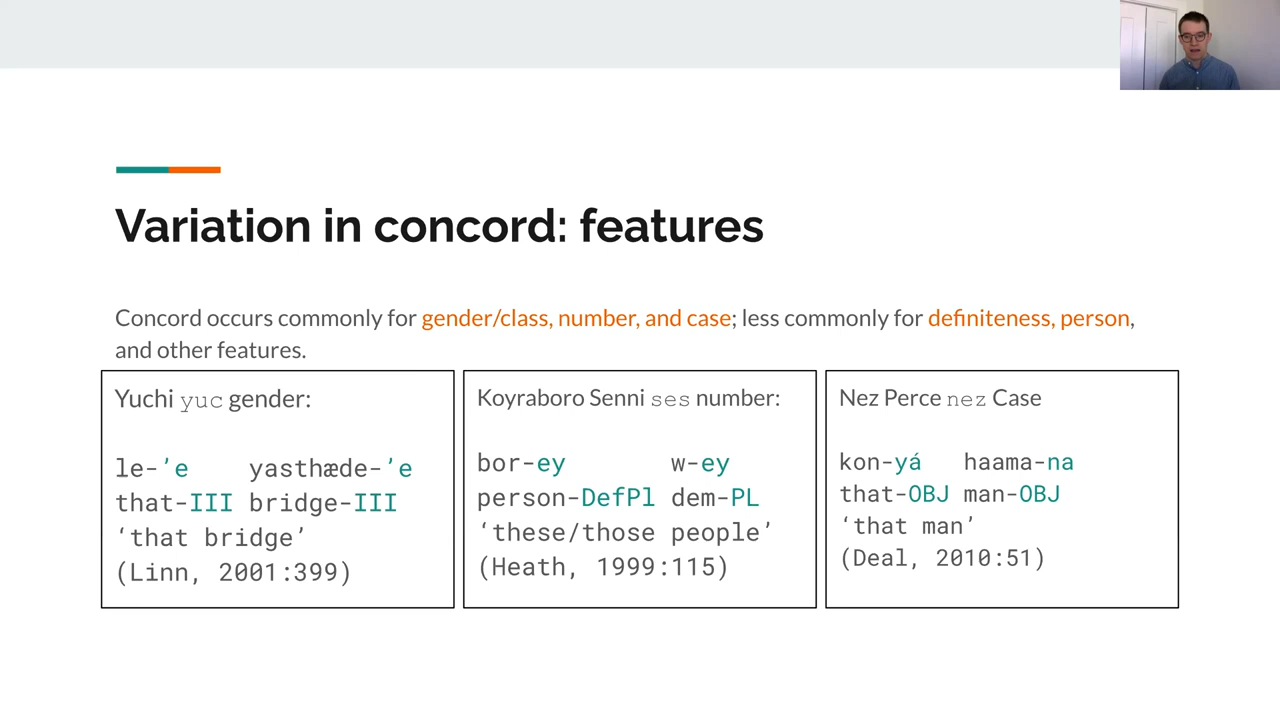 Variation in concord: features
Concord occurs commonly for gender/class, number, and case; less commonly for definiteness, person,
and other features.
Yuchi yuc gender:
le-’e yasthæde-’e
that-III bridge-III
‘that bridge’
(Linn, 2001:399)
Koyraboro Senni ses number:
bor-ey w-ey
person-DefPl dem-PL
‘these/those people’
(Heath, 1999:115)
Nez Perce nez Case
kon-yá haama-na
that-OBJ man-OBJ
‘that man’
(Deal, 2010:51)